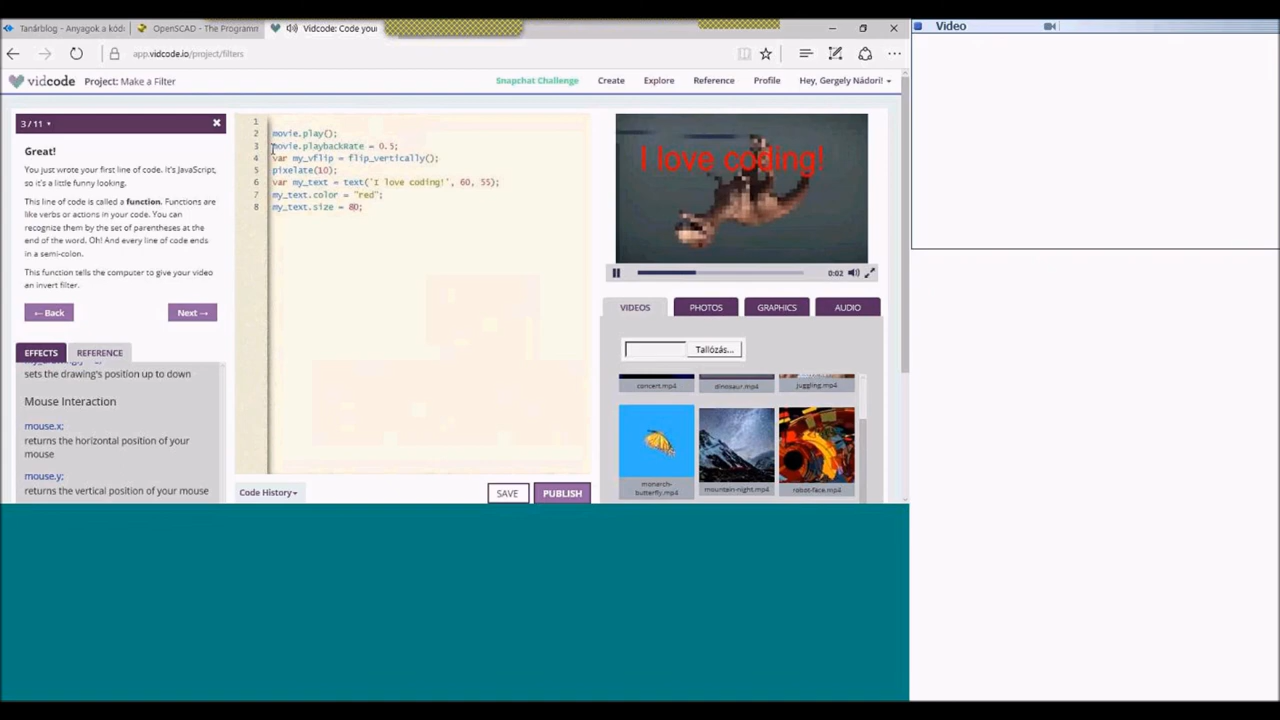 Tanárblog - Anyagok a kódo
OpenSCAD - The Programm
Vidcode: Code your
app.vidcode.io/project/filters
vidcode Project: Make a Filter
Snapchat Challenge Create Explore Reference Profile Hey, Gergely Nádori!
3 / 11
Great!
You just wrote your first line of code. It's JavaScript,
so it's a little funny looking.
This line of code is called a function. Functions are
like verbs or actions in your code. You can
recognize them by the set of parentheses at the
end of the word. Oh! And every line of code ends
in a semi-colon.
This function tells the computer to give your video
an invert filter.
← Back Next →
EFFECTS REFERENCE
sets the drawing's position up to down
Mouse Interaction
mouse.x;
returns the horizontal position of your
mouse
mouse.y;
returns the vertical position of your mouse
1
2 movie.play();
3 movie.playbackRate = 0.5;
4 var my_vflip = flip_vertically();
5 pixelate(10);
6 var my_text = text('I love coding!', 60, 55);
7 my_text.color = "red";
8 my_text.size = 80;
Code History
SAVE PUBLISH
I love coding!
0:02
VIDEOS PHOTOS GRAPHICS AUDIO
Tallózás...
concert.mp4 dinosaur.mp4 juggling.mp4
monarch-
butterfly.mp4
mountain-night.mp4 robot-face.mp4
Video